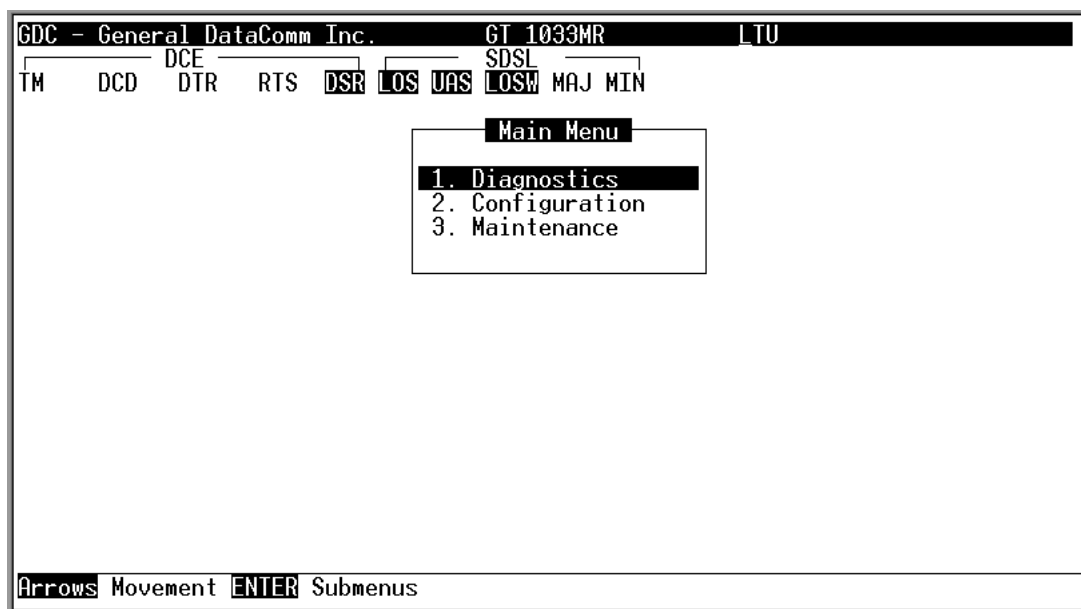 GDC - General DataComm Inc. GT 1033MR LTU
DCE SDSL
TM DCD DTR RTS DSR LOS UAS LOSW MAJ MIN
Main Menu
1. Diagnostics
2. Configuration
3. Maintenance
Arrows Movement ENTER Submenus